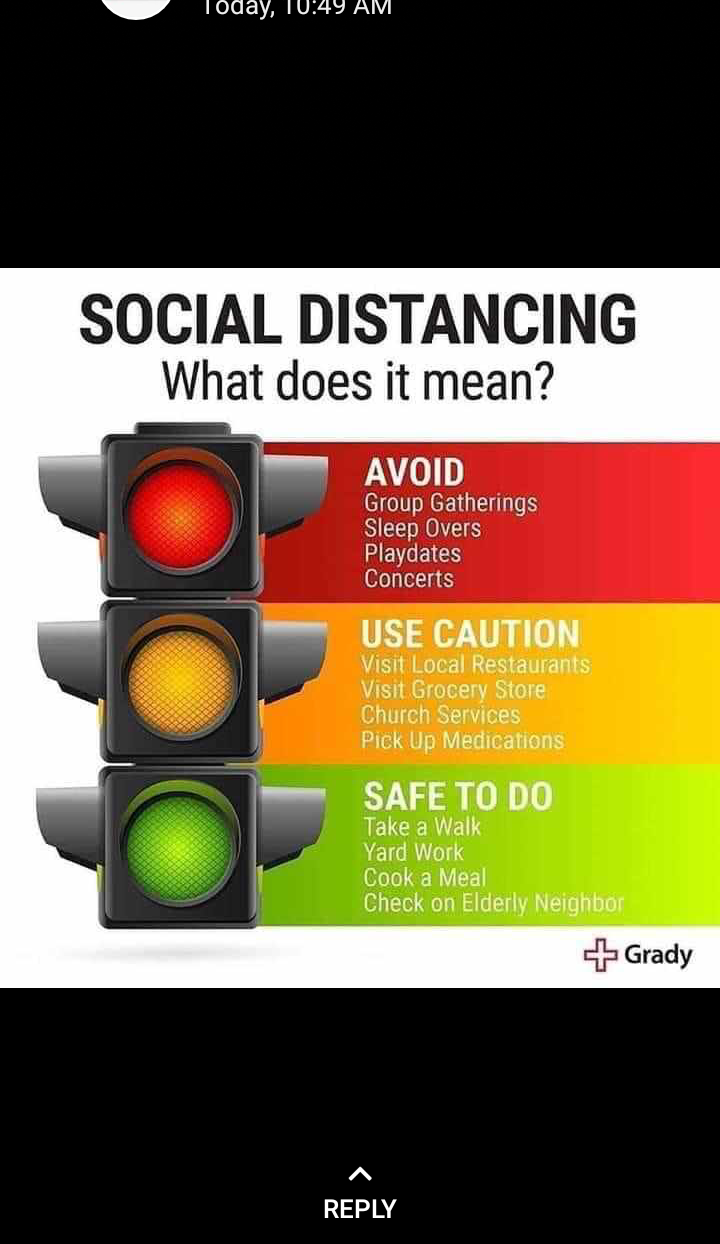 Today, 10:49 AM
SOCIAL DISTANCING
What does it mean?
AVOID
Group Gatherings
Sleep Overs
Playdates
Concerts
USE CAUTION
Visit Local Restaurants
Visit Grocery Store
Church Services
Pick Up Medications
SAFE TO DO
Take a Walk
Yard Work
Cook a Meal
Check on Elderly Neighbor
Grady
REPLY